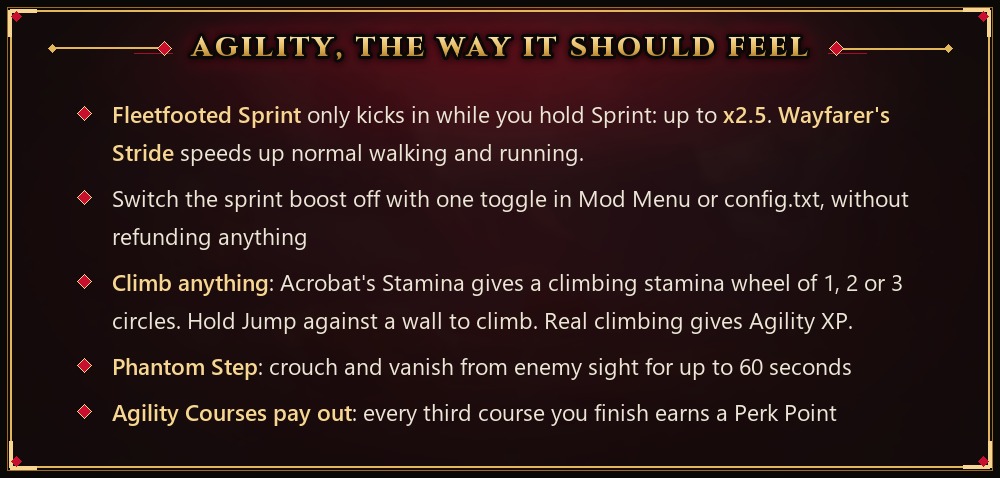 AGILITY, THE WAY IT SHOULD FEEL
Fleetfooted Sprint only kicks in while you hold Sprint: up to x2.5. Wayfarer's
Stride speeds up normal walking and running.
Switch the sprint boost off with one toggle in Mod Menu or config.txt, without
refunding anything
Climb anything: Acrobat's Stamina gives a climbing stamina wheel of 1, 2 or 3
circles. Hold Jump against a wall to climb. Real climbing gives Agility XP.
Phantom Step: crouch and vanish from enemy sight for up to 60 seconds
Agility Courses pay out: every third course you finish earns a Perk Point